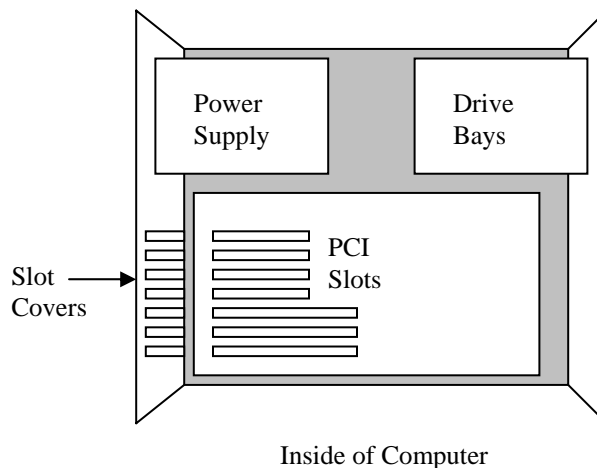 Power
Supply
Drive
Bays
PCI
Slots
Slot
Covers
Inside of Computer